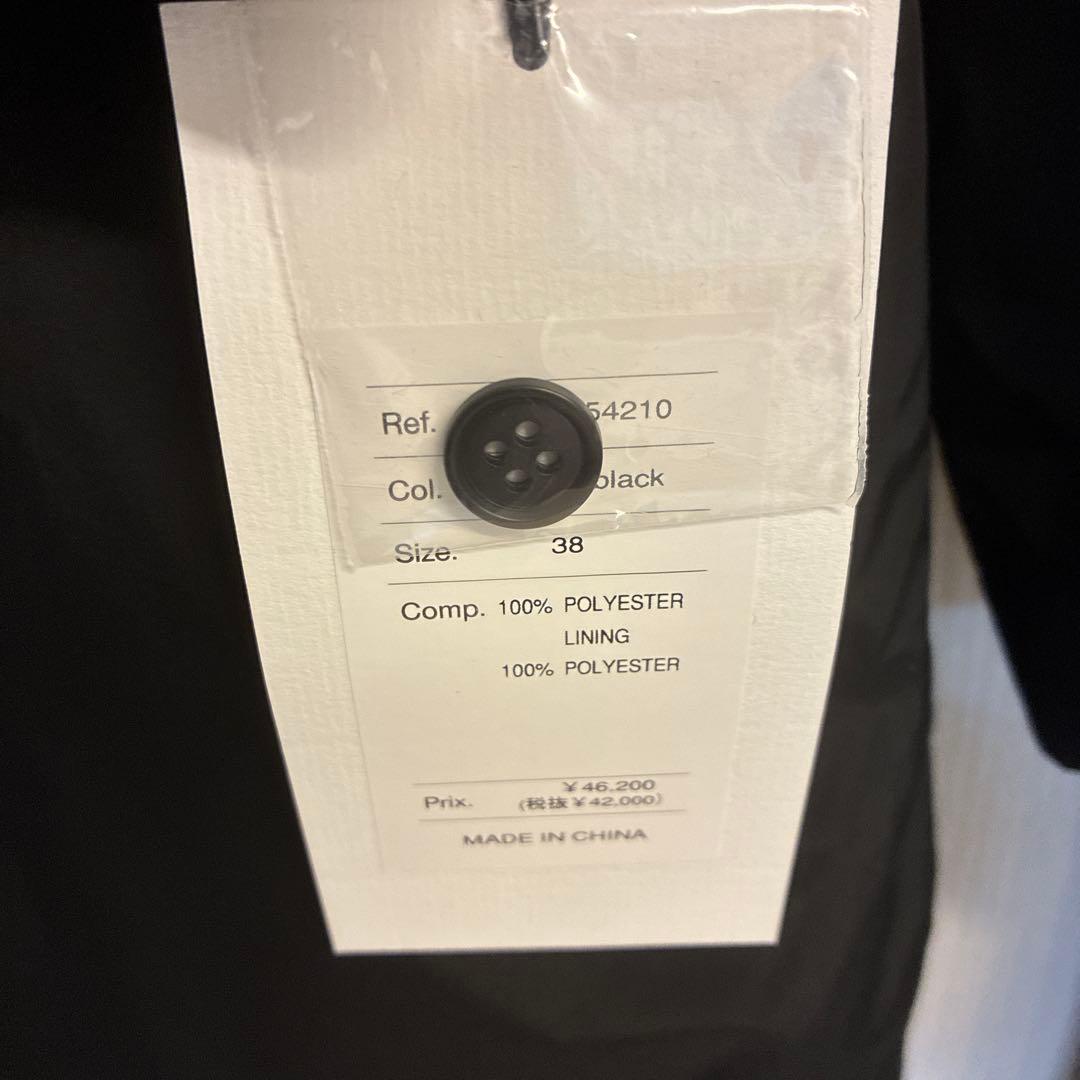 Ref. 54210
Col. black
Size. 38
Comp. 100% POLYESTER
LINING
100% POLYESTER
¥46,200
Prix. (税抜¥42,000)
MADE IN CHINA